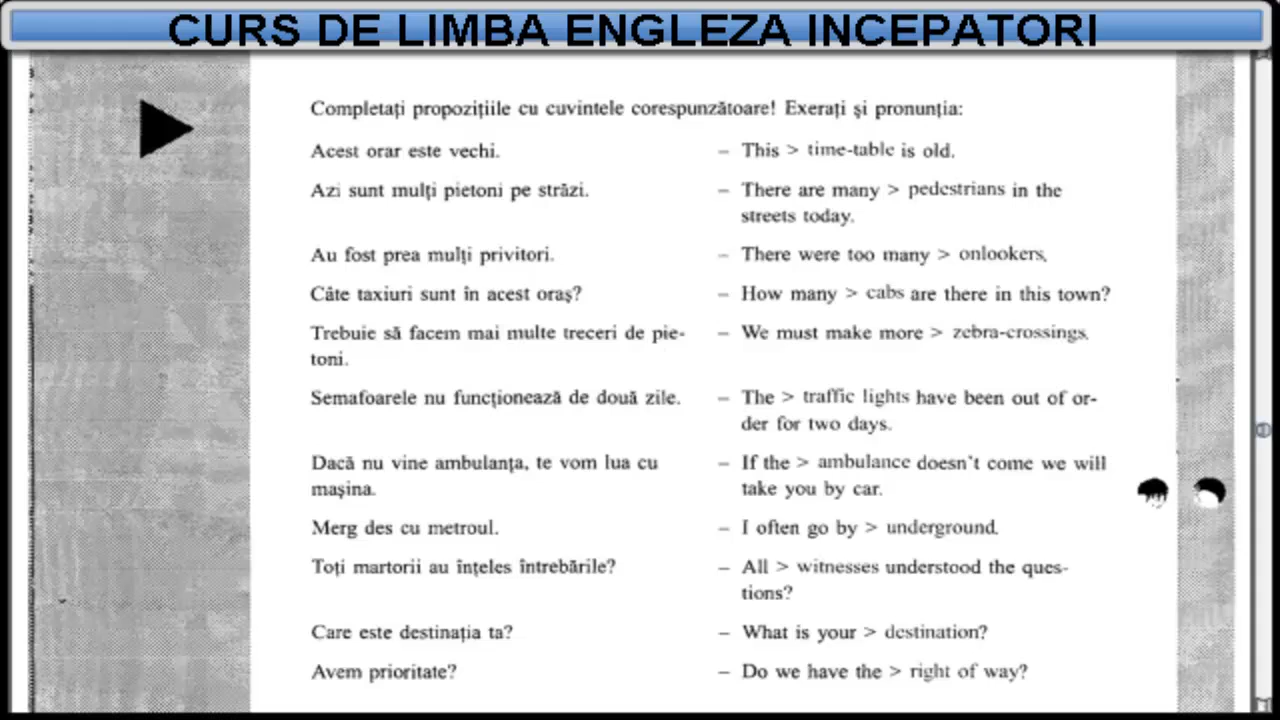 CURS DE LIMBA ENGLEZA INCEPATORI
Completați propozițiile cu cuvintele corespunzătoare! Exerați și pronunția:
Acest orar este vechi.
– This > time-table is old.
Azi sunt mulți pietoni pe străzi.
– There are many > pedestrians in the
streets today.
Au fost prea mulți privitori.
– There were too many > onlookers.
Câte taxiuri sunt în acest oraș?
– How many > cabs are there in this town?
Trebuie să facem mai multe treceri de pie-
toni.
– We must make more > zebra-crossings.
Semafoarele nu funcționează de două zile.
– The > traffic lights have been out of or-
der for two days.
Dacă nu vine ambulanța, te vom lua cu
mașina.
– If the > ambulance doesn't come we will
take you by car.
Merg des cu metroul.
– I often go by > underground.
Toți martorii au înțeles întrebările?
– All > witnesses understood the ques-
tions?
Care este destinația ta?
– What is your > destination?
Avem prioritate?
– Do we have the > right of way?